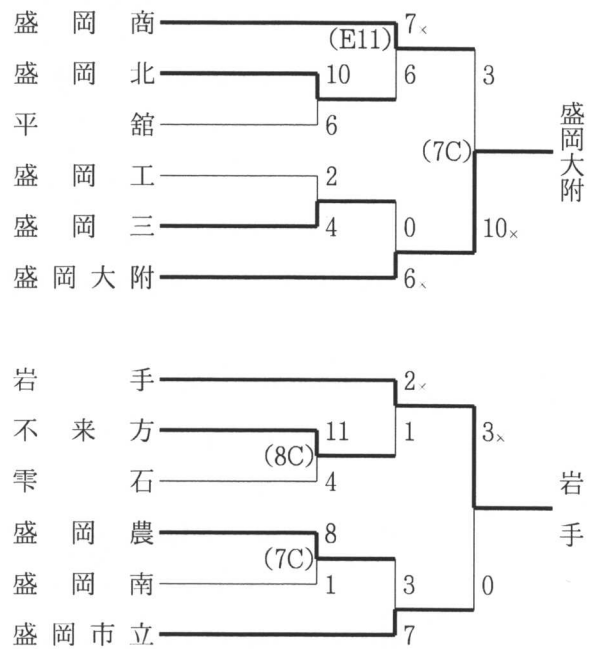 盛岡商 7×
(E11)
盛岡北 10 6 3
平舘 6
(7C) 盛岡大附
盛岡工 2
盛岡三 4 0 10×
盛岡大附 6×
岩手 2×
不来方 11 1 3×
(8C)
雫石 4
岩手
盛岡農 8
(7C)
盛岡南 1 3 0
盛岡市立 7